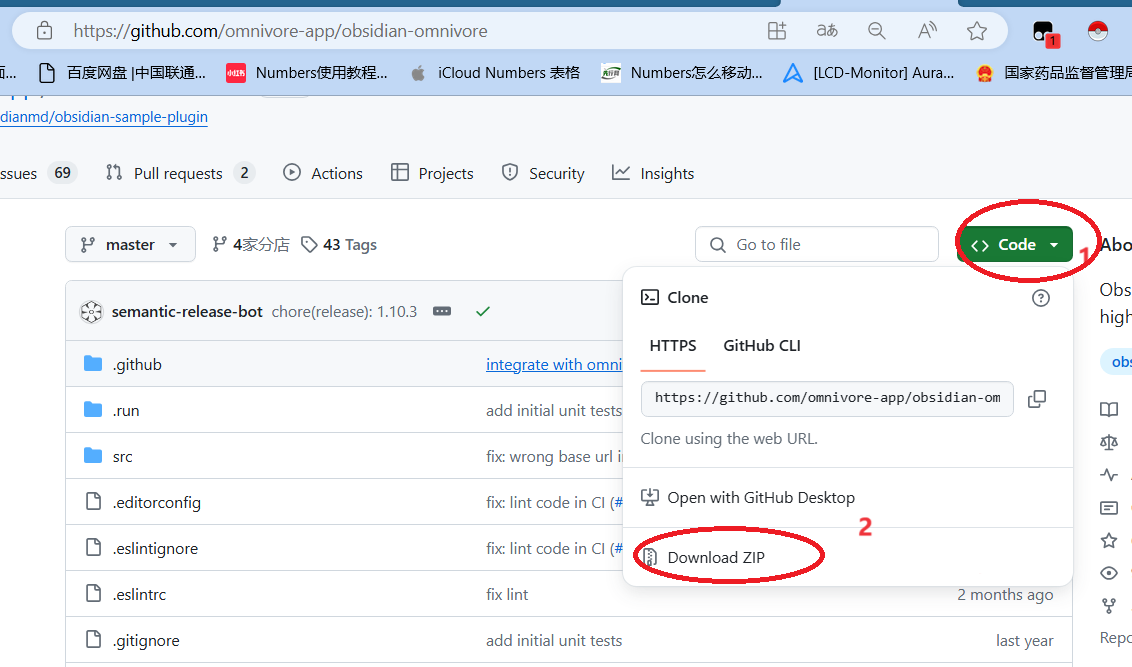 https://github.com/omnivore-app/obsidian-omnivore
1
百度网盘 |中国联通...
小红书 Numbers使用教程...
iCloud Numbers 表格
Numbers怎么移动...
[LCD-Monitor] Aura...
国家药品监督管理局
dianmd/obsidian-sample-plugin
ssues 69
Pull requests 2
Actions
Projects
Security
Insights
master
4家分店
43 Tags
Go to file
<> Code
1
Abo
semantic-release-bot chore(release): 1.10.3
Clone
Obs
high
.github
integrate with omni
HTTPS
GitHub CLI
obs
.run
add initial unit tests
https://github.com/omnivore-app/obsidian-om
src
fix: wrong base url i
Clone using the web URL.
.editorconfig
fix: lint code in CI (#
Open with GitHub Desktop
2
.eslintignore
fix: lint code in CI (#
Download ZIP
.eslintrc
fix lint
2 months ago
.gitignore
add initial unit tests
last year
Repo